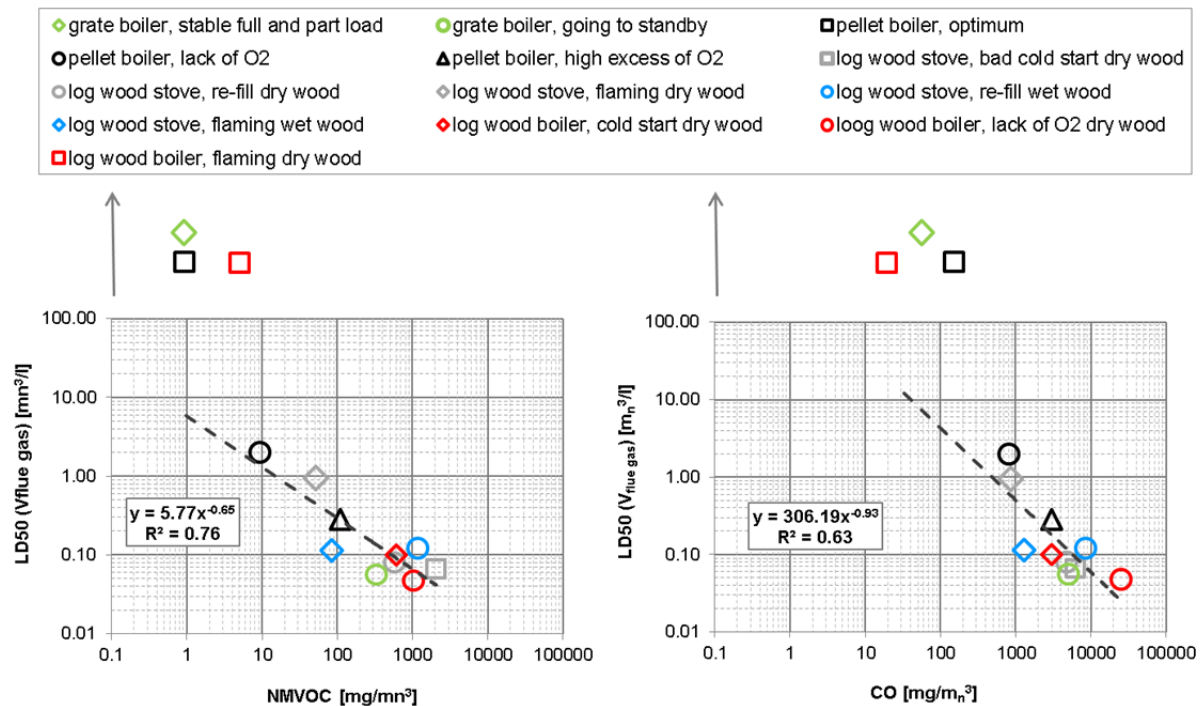 grate boiler, stable full and part load
grate boiler, going to standby
pellet boiler, optimum
pellet boiler, lack of O2
pellet boiler, high excess of O2
log wood stove, bad cold start dry wood
log wood stove, re-fill dry wood
log wood stove, flaming dry wood
log wood stove, re-fill wet wood
log wood stove, flaming wet wood
log wood boiler, cold start dry wood
loog wood boiler, lack of O2 dry wood
log wood boiler, flaming dry wood
LD50 (Vflue gas) [mn³/l]
100.00
10.00
1.00
0.10
0.01
y = 5.77x^-0.65
R² = 0.76
0.1 1 10 100 1000 10000 100000
NMVOC [mg/mn³]
LD50 (V_flue gas) [m_n³/l]
100.00
10.00
1.00
0.10
0.01
y = 306.19x^-0.93
R² = 0.63
0.1 1 10 100 1000 10000 100000
CO [mg/m_n³]